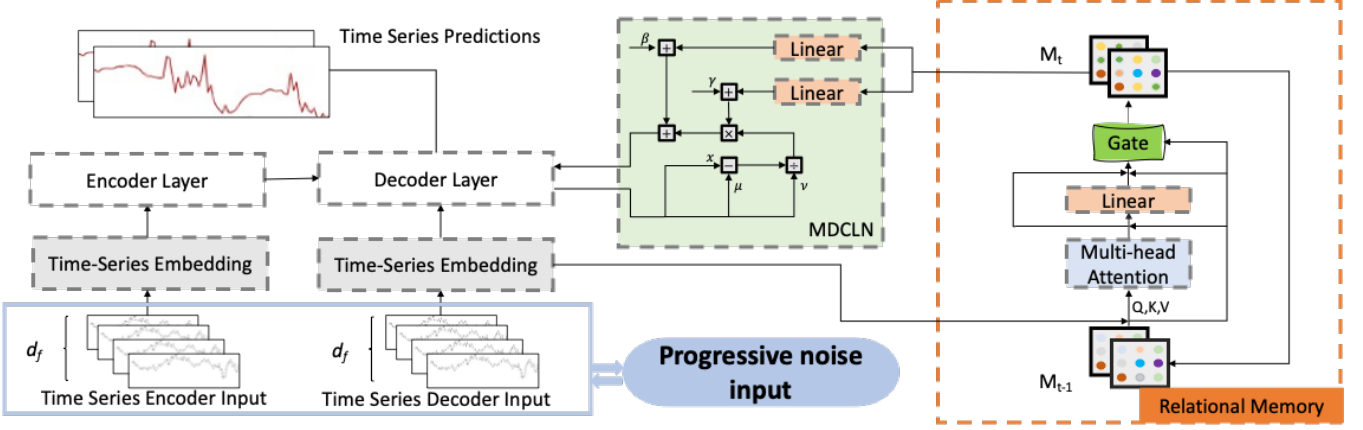 Time Series Predictions
Encoder Layer
Decoder Layer
Time-Series Embedding
Time-Series Embedding
d_f
d_f
Time Series Encoder Input
Time Series Decoder Input
Progressive noise
input
β
Linear
γ
Linear
+
+
+
×
x
−
÷
μ
ν
MDCLN
M_t
Gate
Linear
Multi-head
Attention
Q,K,V
M_t-1
Relational Memory